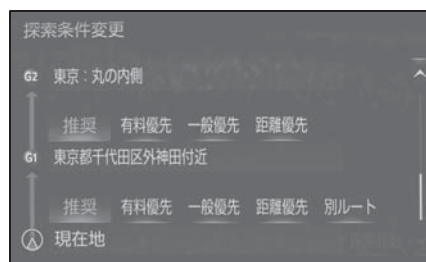 探索条件変更
G2 東京：丸の内側
推奨 有料優先 一般優先 距離優先
G1 東京都千代田区外神田付近
推奨 有料優先 一般優先 距離優先 別ルート
現在地